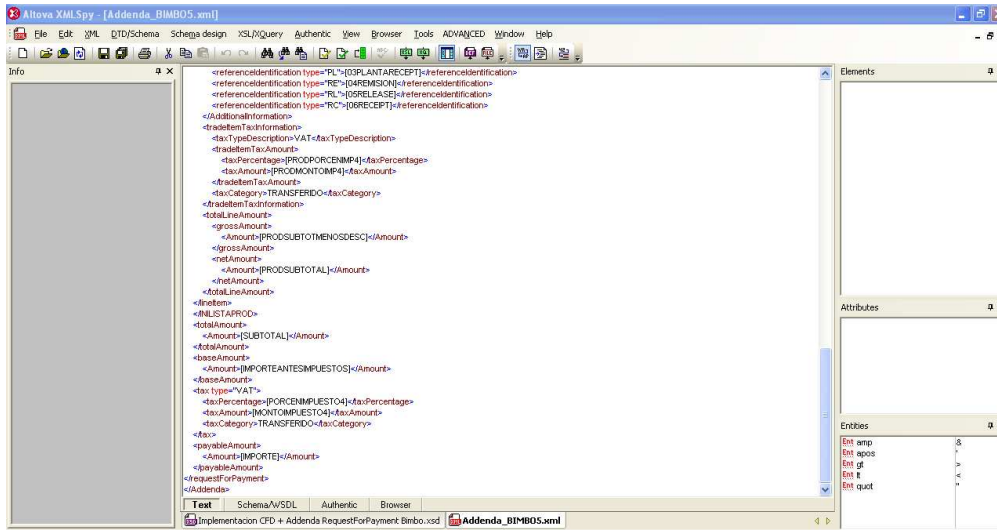 Altova XMLSpy - [Addenda_BIMBO5.xml]
File Edit XML DTD/Schema Schema design XSL/XQuery Authentic View Browser Tools ADVANCED Window Help
Info
Elements
<referenceIdentification type="PL">[03PLANTARECEPT]</referenceIdentification>
<referenceIdentification type="RE">[04REMISION]</referenceIdentification>
<referenceIdentification type="RL">[05RELEASE]</referenceIdentification>
<referenceIdentification type="RC">[06RECEIPT]</referenceIdentification>
</AdditionalInformation>
<tradeItemTaxInformation>
<taxTypeDescription>VAT</taxTypeDescription>
<tradeItemTaxAmount>
<taxPercentage>[PRODPORCENIMP4]</taxPercentage>
<taxAmount>[PRODMONTOIMP4]</taxAmount>
</tradeItemTaxAmount>
<taxCategory>TRANSFERIDO</taxCategory>
</tradeItemTaxInformation>
<totalLineAmount>
<grossAmount>
<Amount>[PRODSUBTOTMENOSDESC]</Amount>
</grossAmount>
<netAmount>
<Amount>[PRODSUBTOTAL]</Amount>
</netAmount>
</totalLineAmount>
</lineItem>
</INILISTAPROD>
<totalAmount>
<Amount>[SUBTOTAL]</Amount>
</totalAmount>
<baseAmount>
<Amount>[IMPORTEANTESIMPUESTOS]</Amount>
</baseAmount>
<tax type="VAT">
<taxPercentage>[PORCENIMPUESTO4]</taxPercentage>
<taxAmount>[MONTOIMPUESTO4]</taxAmount>
<taxCategory>TRANSFERIDO</taxCategory>
</tax>
<payableAmount>
<Amount>[IMPORTE]</Amount>
</payableAmount>
</requestForPayment>
</Addenda>
Attributes
Entities
Ent amp &
Ent apos '
Ent gt >
Ent lt <
Ent quot "
Text Schema/WSDL Authentic Browser
Implementacion CFD + Addenda RequestForPayment Bimbo.xsd Addenda_BIMBO5.xml